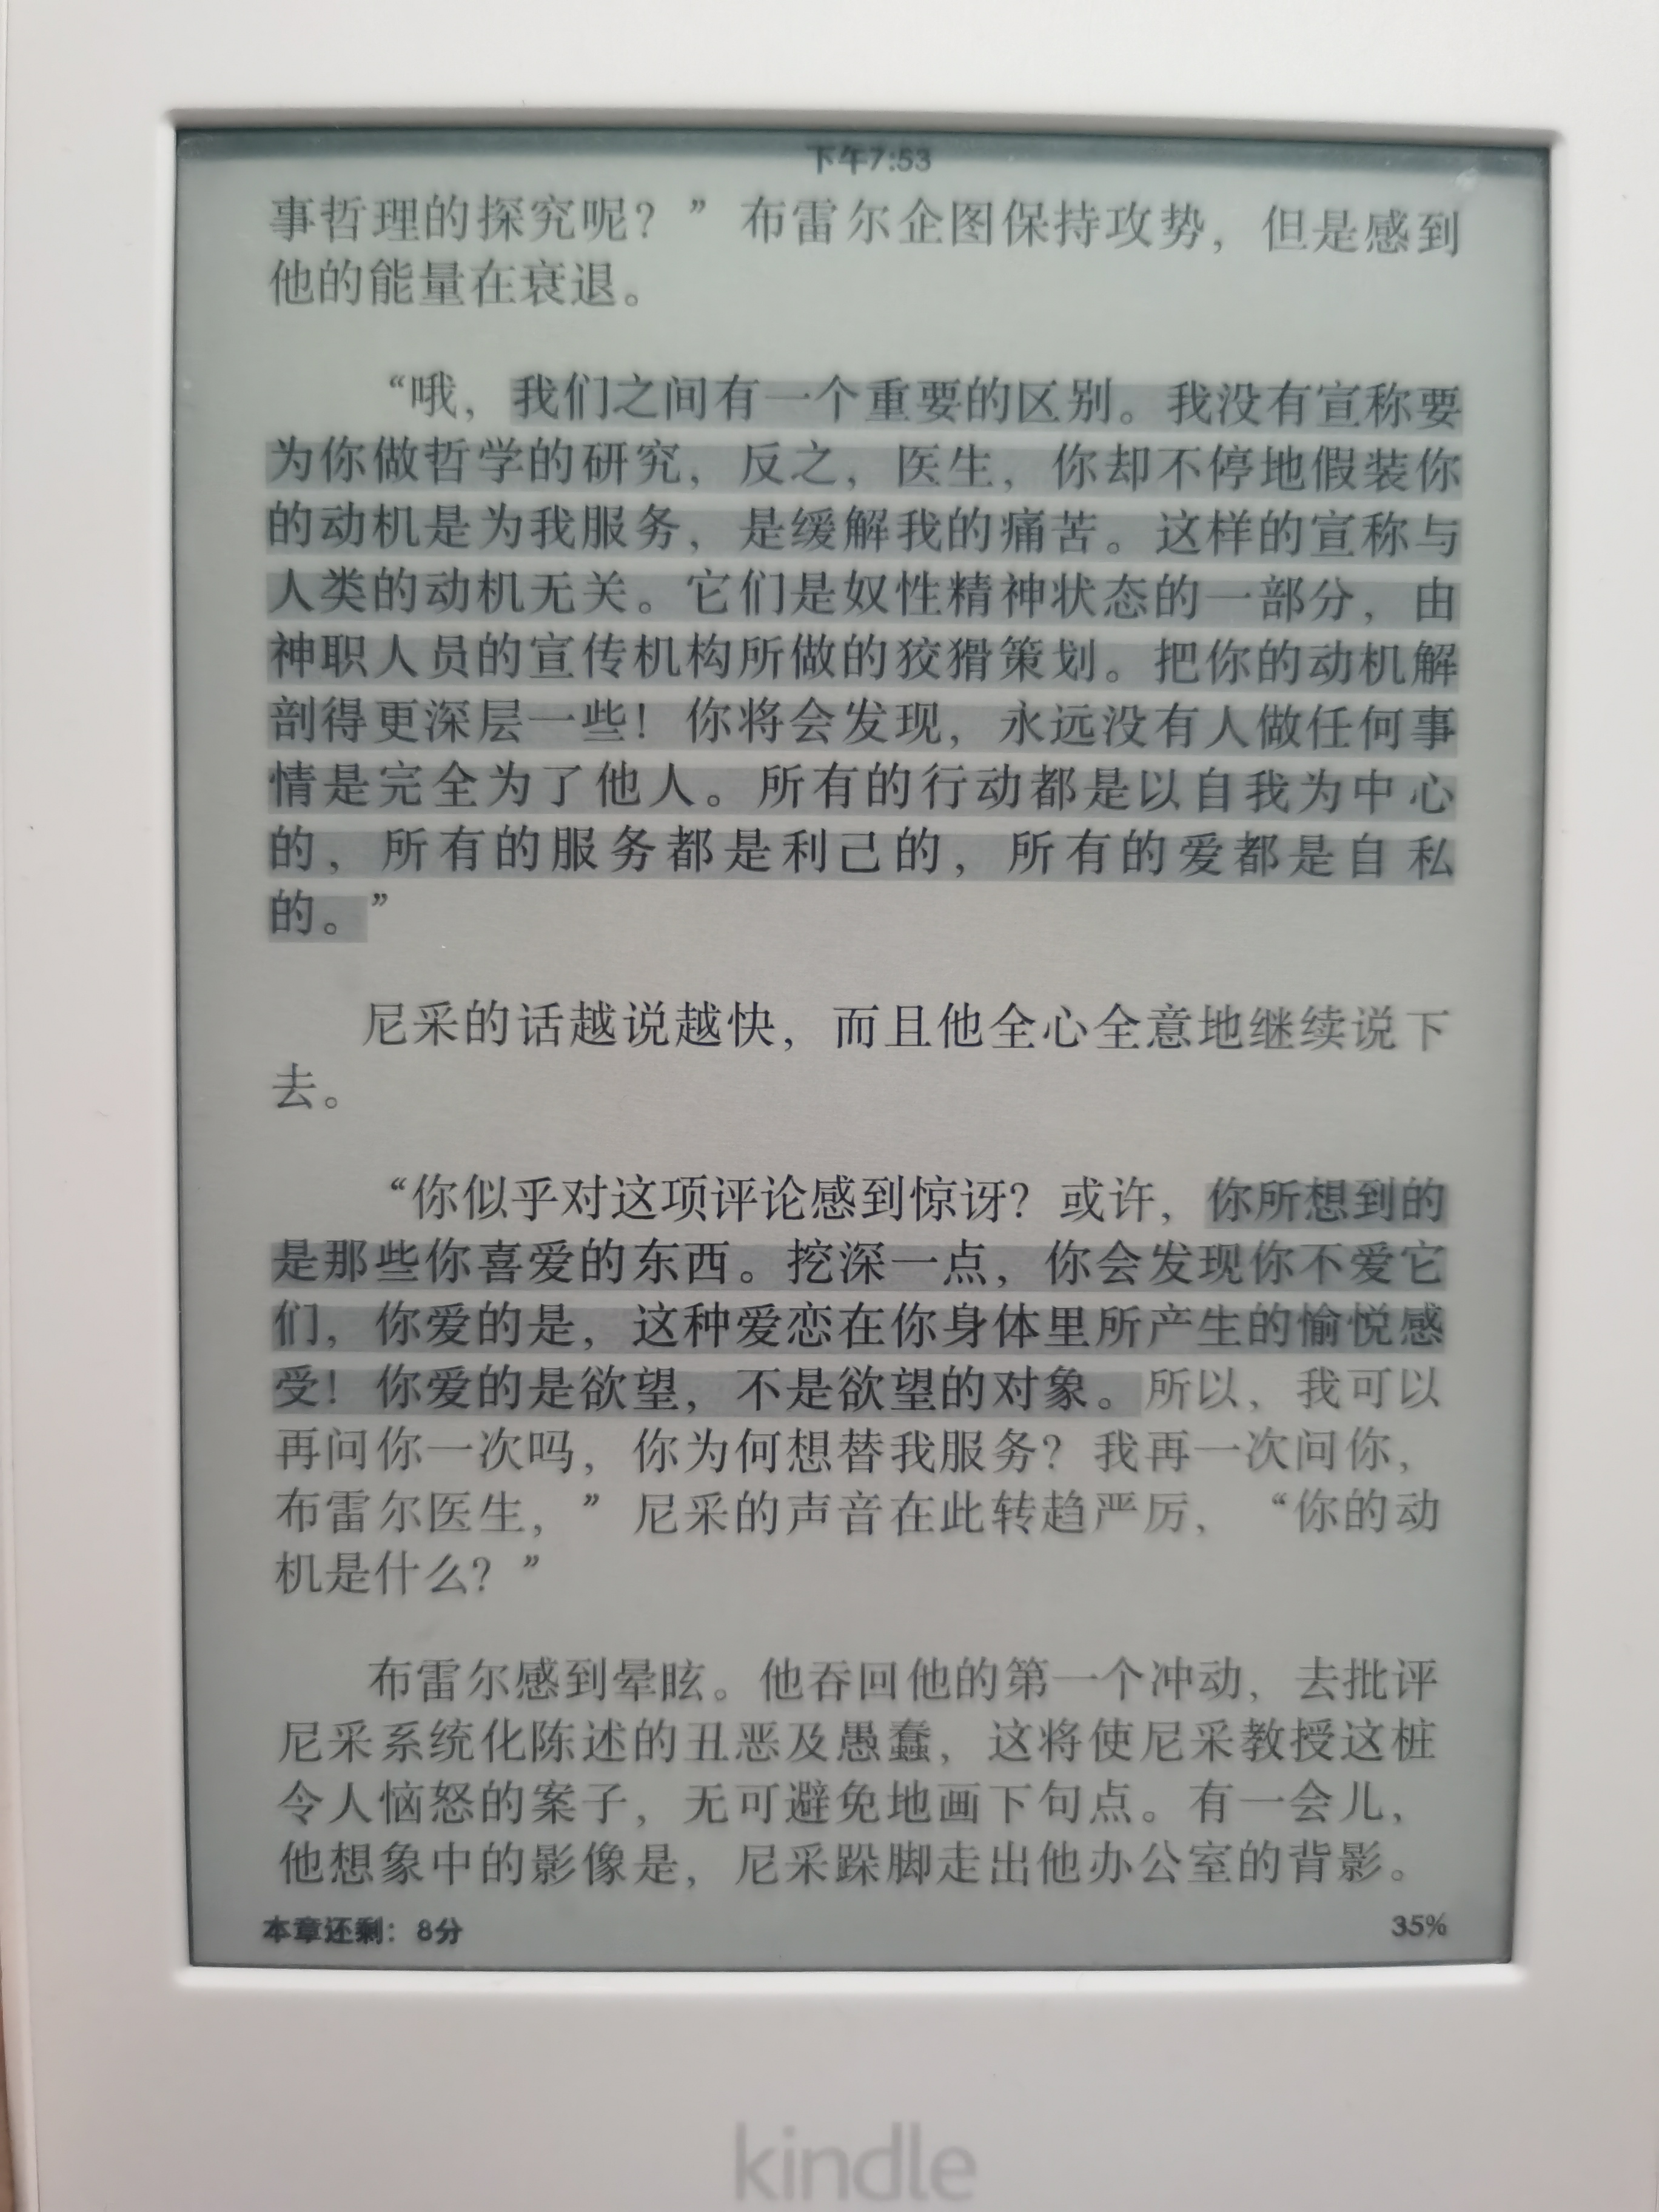 下午7:53
事哲理的探究呢？”布雷尔企图保持攻势，但是感到
他的能量在衰退。
“哦，我们之间有一个重要的区别。我没有宣称要
为你做哲学的研究，反之，医生，你却不停地假装你
的动机是为我服务，是缓解我的痛苦。这样的宣称与
人类的动机无关。它们是奴性精神状态的一部分，由
神职人员的宣传机构所做的狡猾策划。把你的动机解
剖得更深层一些！你将会发现，永远没有人做任何事
情是完全为了他人。所有的行动都是以自我为中心
的，所有的服务都是利己的，所有的爱都是自私
的。”
尼采的话越说越快，而且他全心全意地继续说下
去。
“你似乎对这项评论感到惊讶？或许，你所想到的
是那些你喜爱的东西。挖深一点，你会发现你不爱它
们，你爱的是，这种爱恋在你身体里所产生的愉悦感
受！你爱的是欲望，不是欲望的对象。所以，我可以
再问你一次吗，你为何想替我服务？我再一次问你，
布雷尔医生，”尼采的声音在此转趋严厉，“你的动
机是什么？”
布雷尔感到晕眩。他吞回他的第一个冲动，去批评
尼采系统化陈述的丑恶及愚蠢，这将使尼采教授这桩
令人恼怒的案子，无可避免地画下句点。有一会儿，
他想象中的影像是，尼采跺脚走出他办公室的背影。
本章还剩：8分 35%
kindle